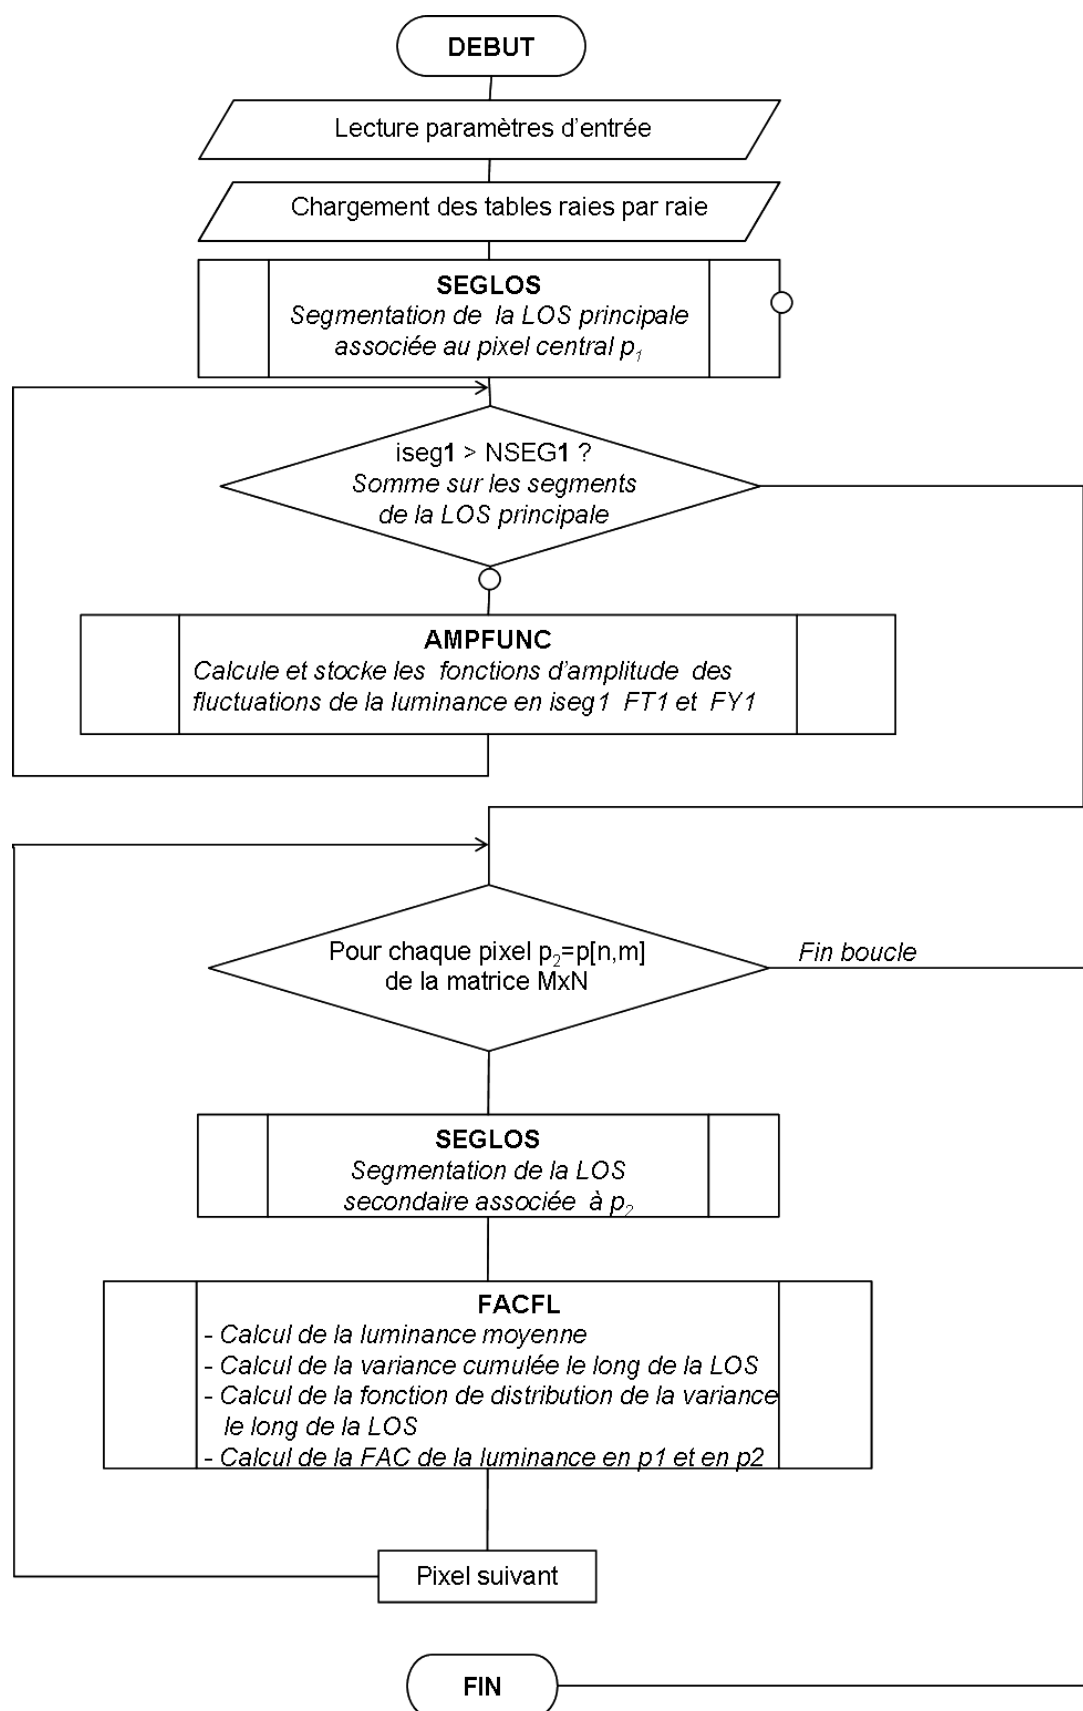 DEBUT
Lecture paramètres d'entrée
Chargement des tables raies par raie
SEGLOS
Segmentation de la LOS principale
associée au pixel central p1
iseg1 > NSEG1 ?
Somme sur les segments
de la LOS principale
AMPFUNC
Calcule et stocke les fonctions d'amplitude des
fluctuations de la luminance en iseg1 FT1 et FY1
Pour chaque pixel p2=p[n,m]
de la matrice MxN
Fin boucle
SEGLOS
Segmentation de la LOS
secondaire associée à p2
FACFL
- Calcul de la luminance moyenne
- Calcul de la variance cumulée le long de la LOS
- Calcul de la fonction de distribution de la variance
le long de la LOS
- Calcul de la FAC de la luminance en p1 et en p2
Pixel suivant
FIN